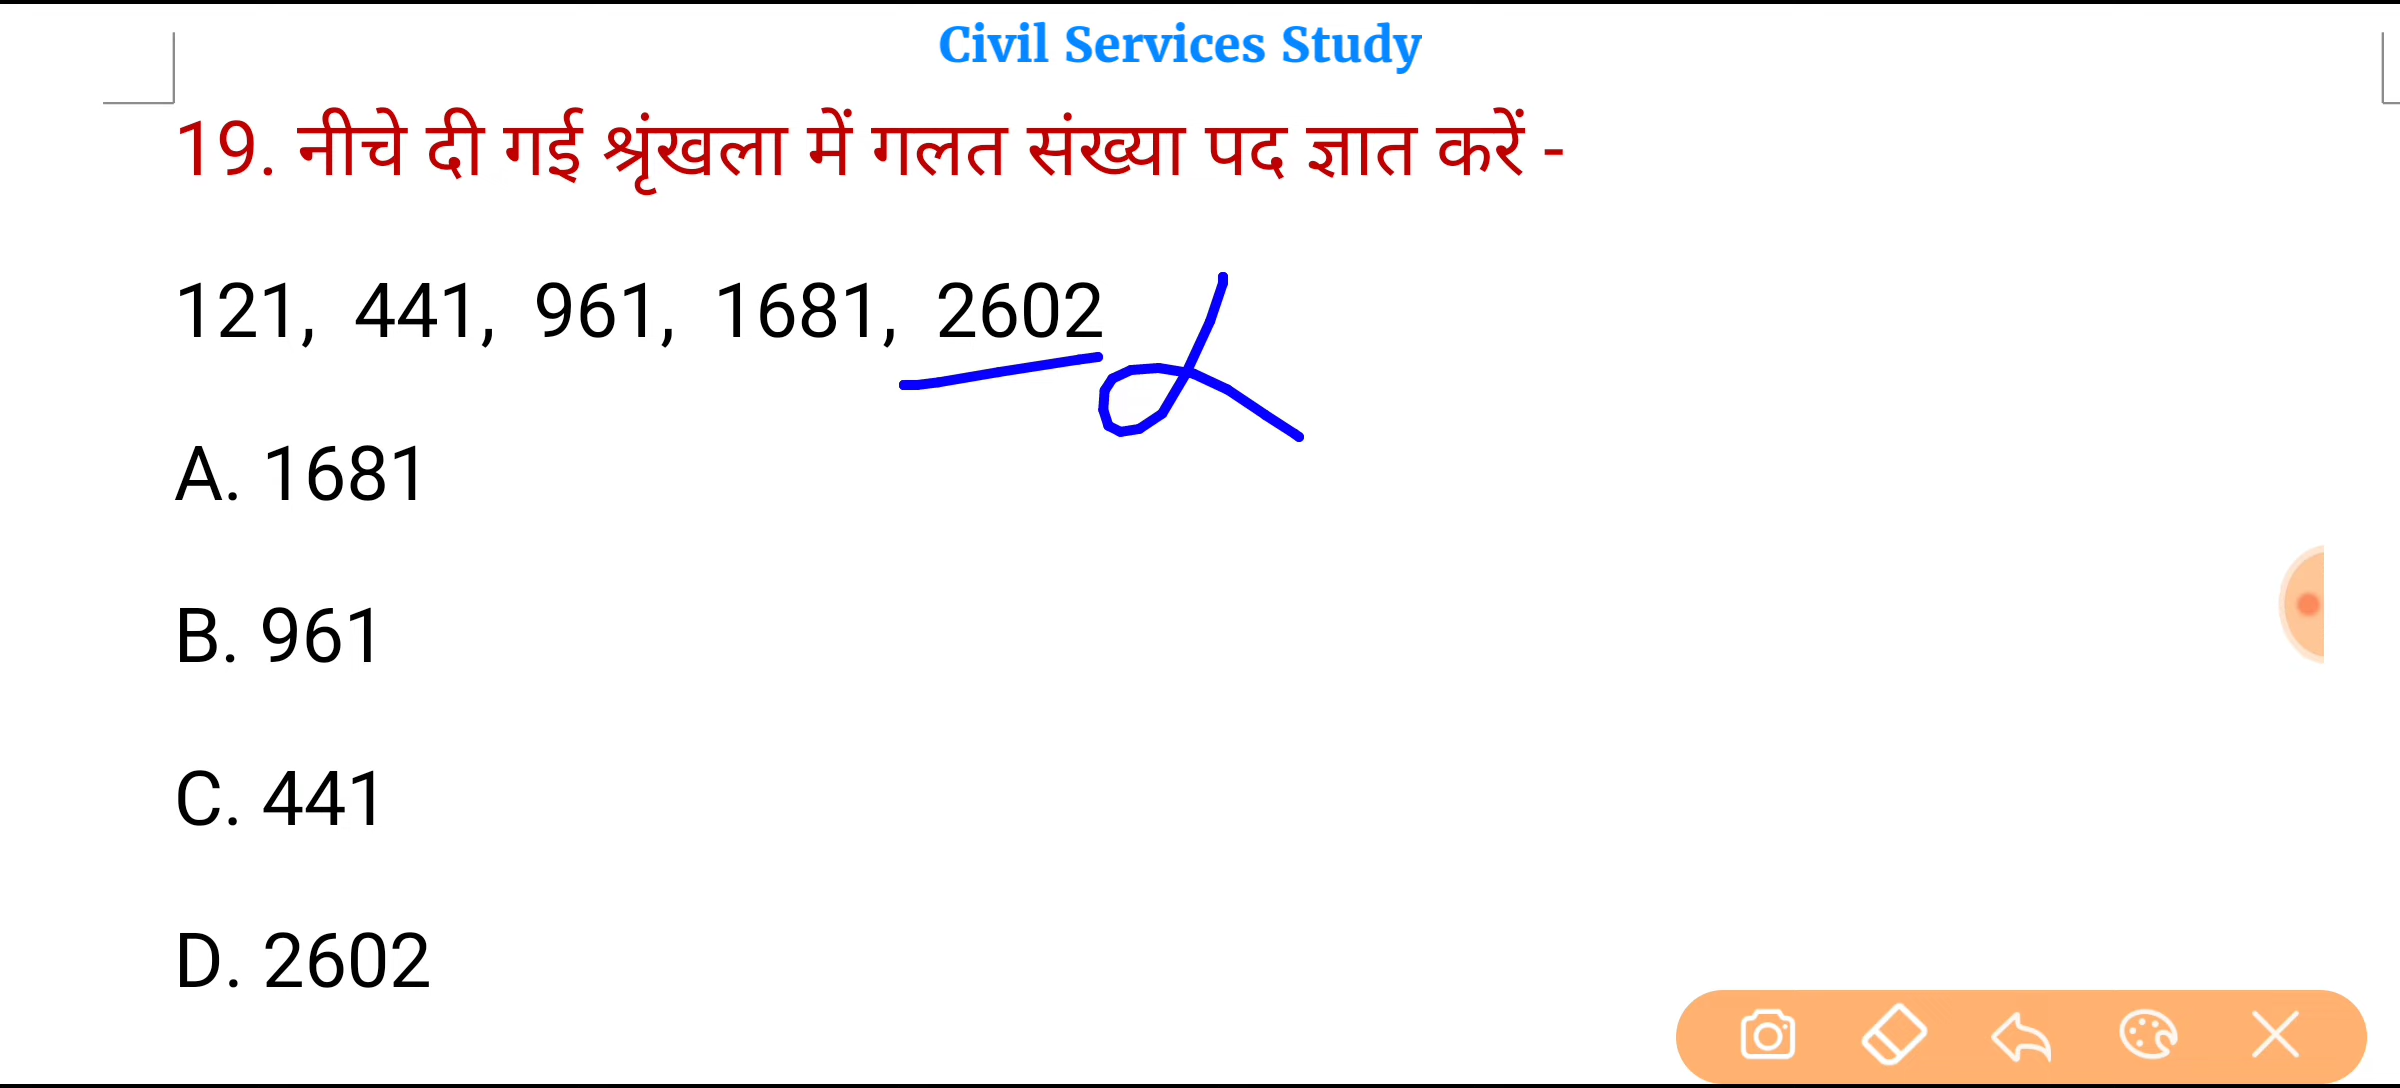 Civil Services Study
19. नीचे दी गई श्रृंखला में गलत संख्या पद ज्ञात करें -
121, 441, 961, 1681, 2602
A. 1681
B. 961
C. 441
D. 2602